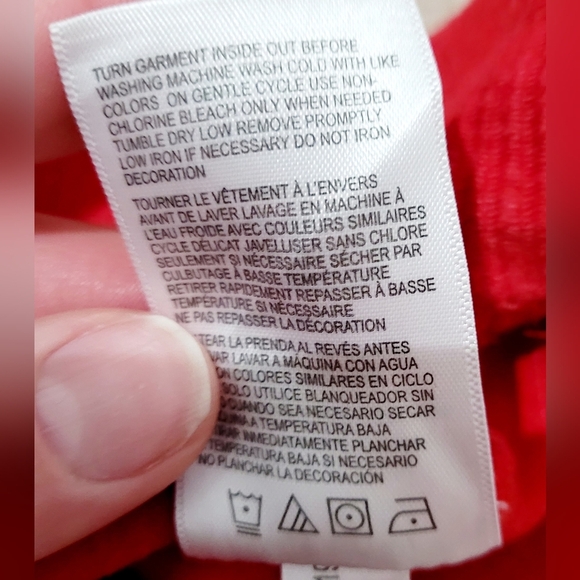 TURN GARMENT INSIDE OUT BEFORE
WASHING MACHINE WASH COLD WITH LIKE
COLORS ON GENTLE CYCLE USE NON-
CHLORINE BLEACH ONLY WHEN NEEDED
TUMBLE DRY LOW REMOVE PROMPTLY
LOW IRON IF NECESSARY DO NOT IRON
DECORATION
TOURNER LE VÊTEMENT À L'ENVERS
AVANT DE LAVER LAVAGE EN MACHINE À
L'EAU FROIDE AVEC COULEURS SIMILAIRES
CYCLE DÉLICAT JAVELLISER SANS CHLORE
SEULEMENT SI NÉCESSAIRE SÉCHER PAR
CULBUTAGE À BASSE TEMPÉRATURE
RETIRER RAPIDEMENT REPASSER À BASSE
TEMPÉRATURE SI NÉCESSAIRE
NE PAS REPASSER LA DÉCORATION
LA PRENDA AL REVÉS ANTES
LAVAR A MÁQUINA CON AGUA
COLORES SIMILARES EN CICLO
SOLO UTILICE BLANQUEADOR SIN
CUANDO SEA NECESARIO SECAR
A TEMPERATURA BAJA
INMEDIATAMENTE PLANCHAR
TEMPERATURA BAJA SI NECESARIO
NO PLANCHAR LA DECORACIÓN